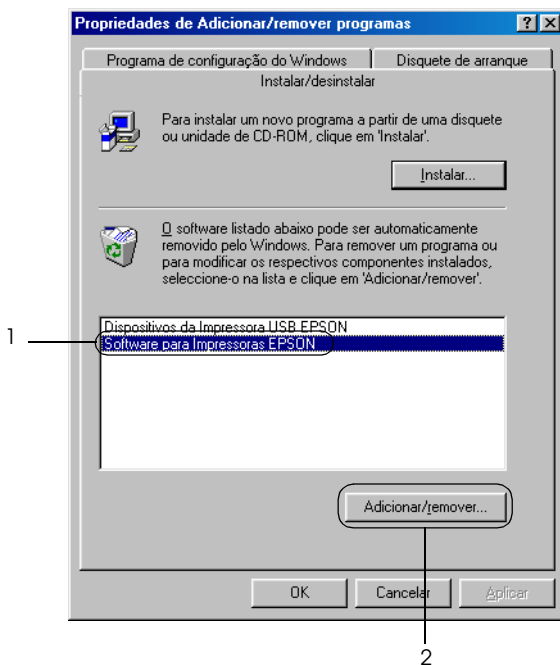 Propriedades de Adicionar/remover programas
Programa de configuração do Windows
Disquete de arranque
Instalar/desinstalar
Para instalar um novo programa a partir de uma disquete
ou unidade de CD-ROM, clique em 'Instalar'.
Instalar...
O software listado abaixo pode ser automaticamente
removido pelo Windows. Para remover um programa ou
para modificar os respectivos componentes instalados,
seleccione-o na lista e clique em 'Adicionar/remover'.
Dispositivos da Impressora USB EPSON
1
Software para Impressoras EPSON
Adicionar/remover...
OK
Cancelar
Aplicar
2